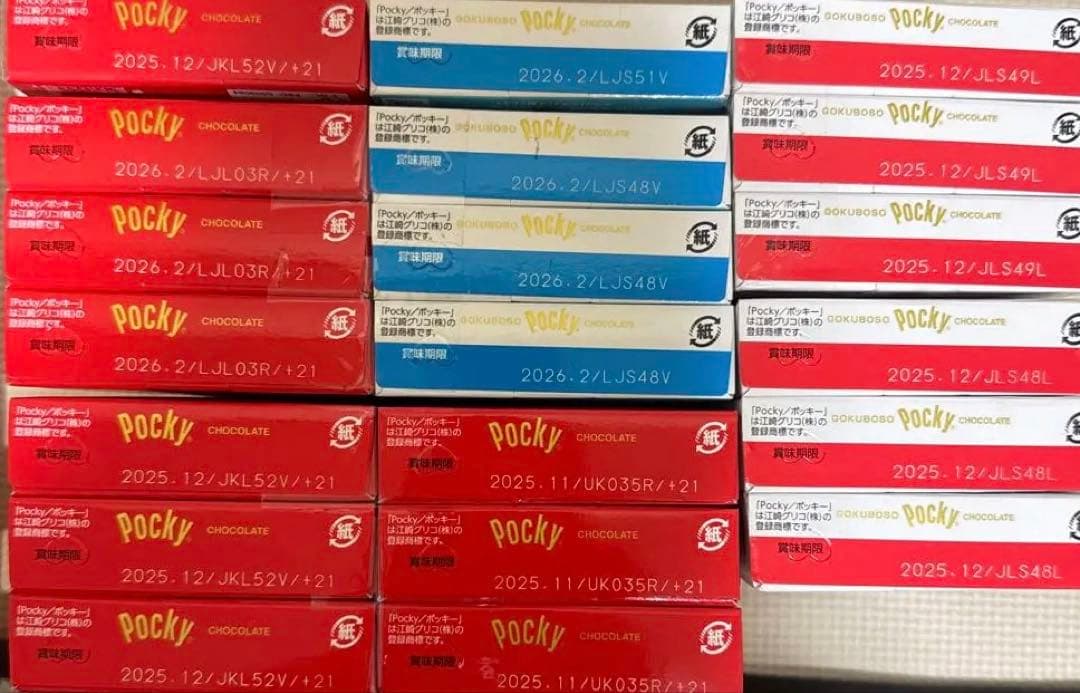 「Pocky/ポッキー」
は江崎グリコ(株)の
登録商標です。
Pocky CHOCOLATE
紙
賞味期限
2025.12/JKL52V/+21
「Pocky/ポッキー」
は江崎グリコ(株)の
登録商標です。
Pocky CHOCOLATE
紙
賞味期限
2026.2/LJL03R/+21
「Pocky/ポッキー」
は江崎グリコ(株)の
登録商標です。
Pocky CHOCOLATE
紙
賞味期限
2026.2/LJL03R/+21
「Pocky/ポッキー」
は江崎グリコ(株)の
登録商標です。
Pocky CHOCOLATE
紙
賞味期限
2026.2/LJL03R/+21
「Pocky/ポッキー」
は江崎グリコ(株)の
登録商標です。
Pocky CHOCOLATE
紙
賞味期限
2025.12/JKL52V/+21
「Pocky/ポッキー」
は江崎グリコ(株)の
登録商標です。
Pocky CHOCOLATE
紙
賞味期限
2025.12/JKL52V/+21
「Pocky/ポッキー」
は江崎グリコ(株)の
登録商標です。
Pocky CHOCOLATE
紙
賞味期限
2025.12/JKL52V/+21
「Pocky/ポッキー」
は江崎グリコ(株)の
登録商標です。
GOKUBOSO Pocky CHOCOLATE
紙
賞味期限
2026.2/LJS51V
「Pocky/ポッキー」
は江崎グリコ(株)の
登録商標です。
GOKUBOSO Pocky CHOCOLATE
紙
賞味期限
2026.2/LJS48V
「Pocky/ポッキー」
は江崎グリコ(株)の
登録商標です。
GOKUBOSO Pocky CHOCOLATE
紙
賞味期限
2026.2/LJS48V
「Pocky/ポッキー」
は江崎グリコ(株)の
登録商標です。
GOKUBOSO Pocky CHOCOLATE
紙
賞味期限
2026.2/LJS48V
「Pocky/ポッキー」
は江崎グリコ(株)の
登録商標です。
Pocky CHOCOLATE
紙
賞味期限
2025.11/UK035R/+21
「Pocky/ポッキー」
は江崎グリコ(株)の
登録商標です。
Pocky CHOCOLATE
紙
賞味期限
2025.11/UK035R/+21
「Pocky/ポッキー」
は江崎グリコ(株)の
登録商標です。
Pocky CHOCOLATE
紙
賞味期限
2025.11/UK035R/+21
「Pocky/ポッキー」
は江崎グリコ(株)の
登録商標です。
GOKUBOSO Pocky CHOCOLATE
紙
賞味期限
2025.12/JLS49L
「Pocky/ポッキー」
は江崎グリコ(株)の
登録商標です。
GOKUBOSO Pocky CHOCOLATE
紙
賞味期限
2025.12/JLS49L
「Pocky/ポッキー」
は江崎グリコ(株)の
登録商標です。
GOKUBOSO Pocky CHOCOLATE
紙
賞味期限
2025.12/JLS49L
「Pocky/ポッキー」
は江崎グリコ(株)の
登録商標です。
GOKUBOSO Pocky CHOCOLATE
紙
賞味期限
2025.12/JLS48L
「Pocky/ポッキー」
は江崎グリコ(株)の
登録商標です。
GOKUBOSO Pocky CHOCOLATE
紙
賞味期限
2025.12/JLS48L
「Pocky/ポッキー」
は江崎グリコ(株)の
登録商標です。
GOKUBOSO Pocky CHOCOLATE
紙
賞味期限
2025.12/JLS48L